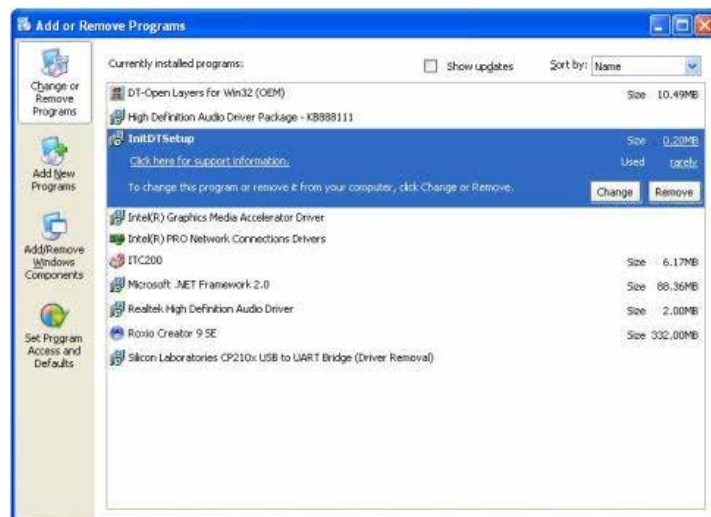 Add or Remove Programs
Change or
Remove
Programs
Add New
Programs
Add/Remove
Windows
Components
Set Program
Access and
Defaults
Currently installed programs:
Show updates
Sort by: Name
DT-Open Layers for Win32 (OEM) Size 10.49MB
High Definition Audio Driver Package - KB888111
InitDTSetup Size 0.20MB
Click here for support information. Used rarely
To change this program or remove it from your computer, click Change or Remove. Change Remove
Intel(R) Graphics Media Accelerator Driver
Intel(R) PRO Network Connections Drivers
ITC200 Size 6.17MB
Microsoft .NET Framework 2.0 Size 88.36MB
Realtek High Definition Audio Driver Size 2.00MB
Roxio Creator 9 SE Size 332.00MB
Silicon Laboratories CP210x USB to UART Bridge (Driver Removal)